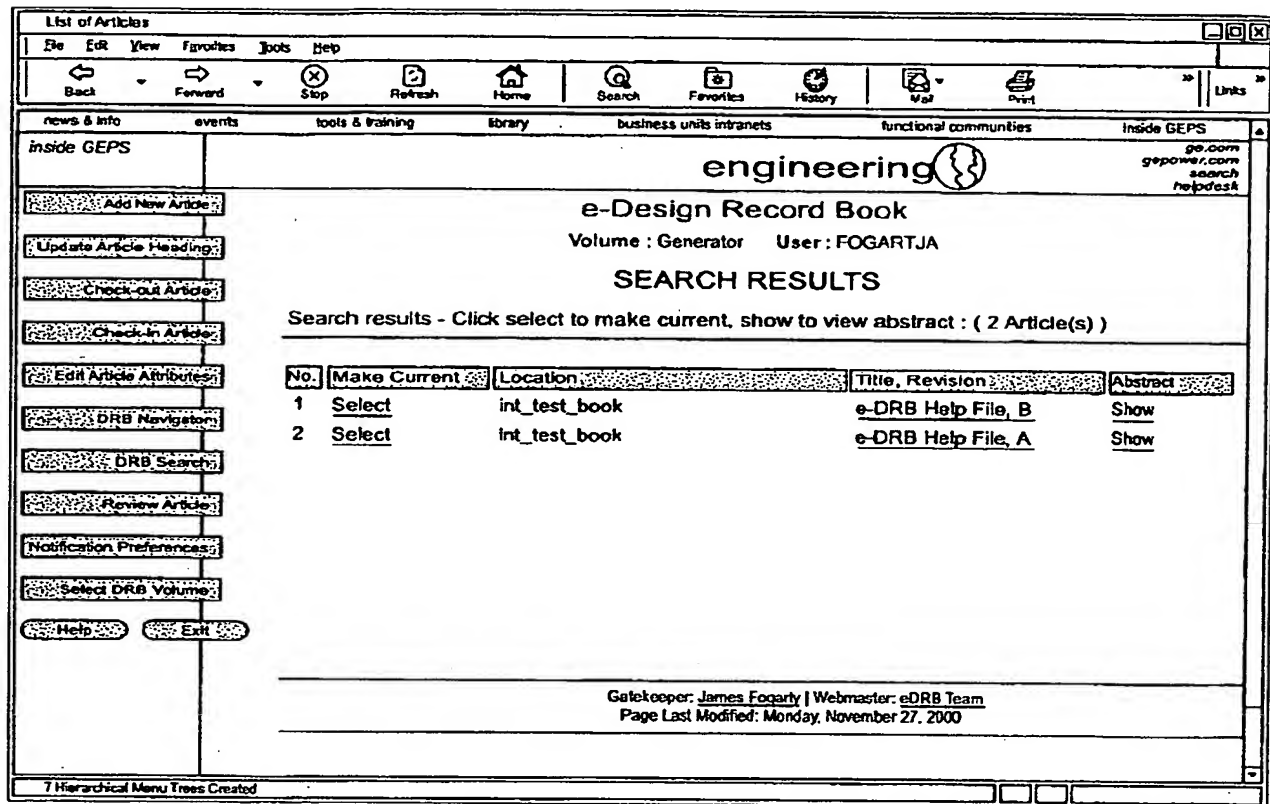 List of Articles
File Edit View Favorites Tools Help
Back Forward Stop Refresh Home Search Favorites History Mail Print » Links »
news & info events tools & training library business units intranets functional communities Inside GEPS
inside GEPS
engineering
ge.com
gepower.com
search
helpdesk
Add New Article
Update Article Heading
Check-out Article
Check-in Article
Edit Article Attributes
DRB Navigator
DRB Search
Review Article
Notification Preferences
Select DRB Volume
Help Exit
e-Design Record Book
Volume : Generator User : FOGARTJA
SEARCH RESULTS
Search results - Click select to make current, show to view abstract : ( 2 Article(s) )
No. Make Current Location Title, Revision Abstract
1 Select int_test_book e-DRB Help File, B Show
2 Select int_test_book e-DRB Help File, A Show
Gatekeeper: James Fogarty | Webmaster: eDRB Team
Page Last Modified: Monday, November 27, 2000
7 Hierarchical Menu Trees Created